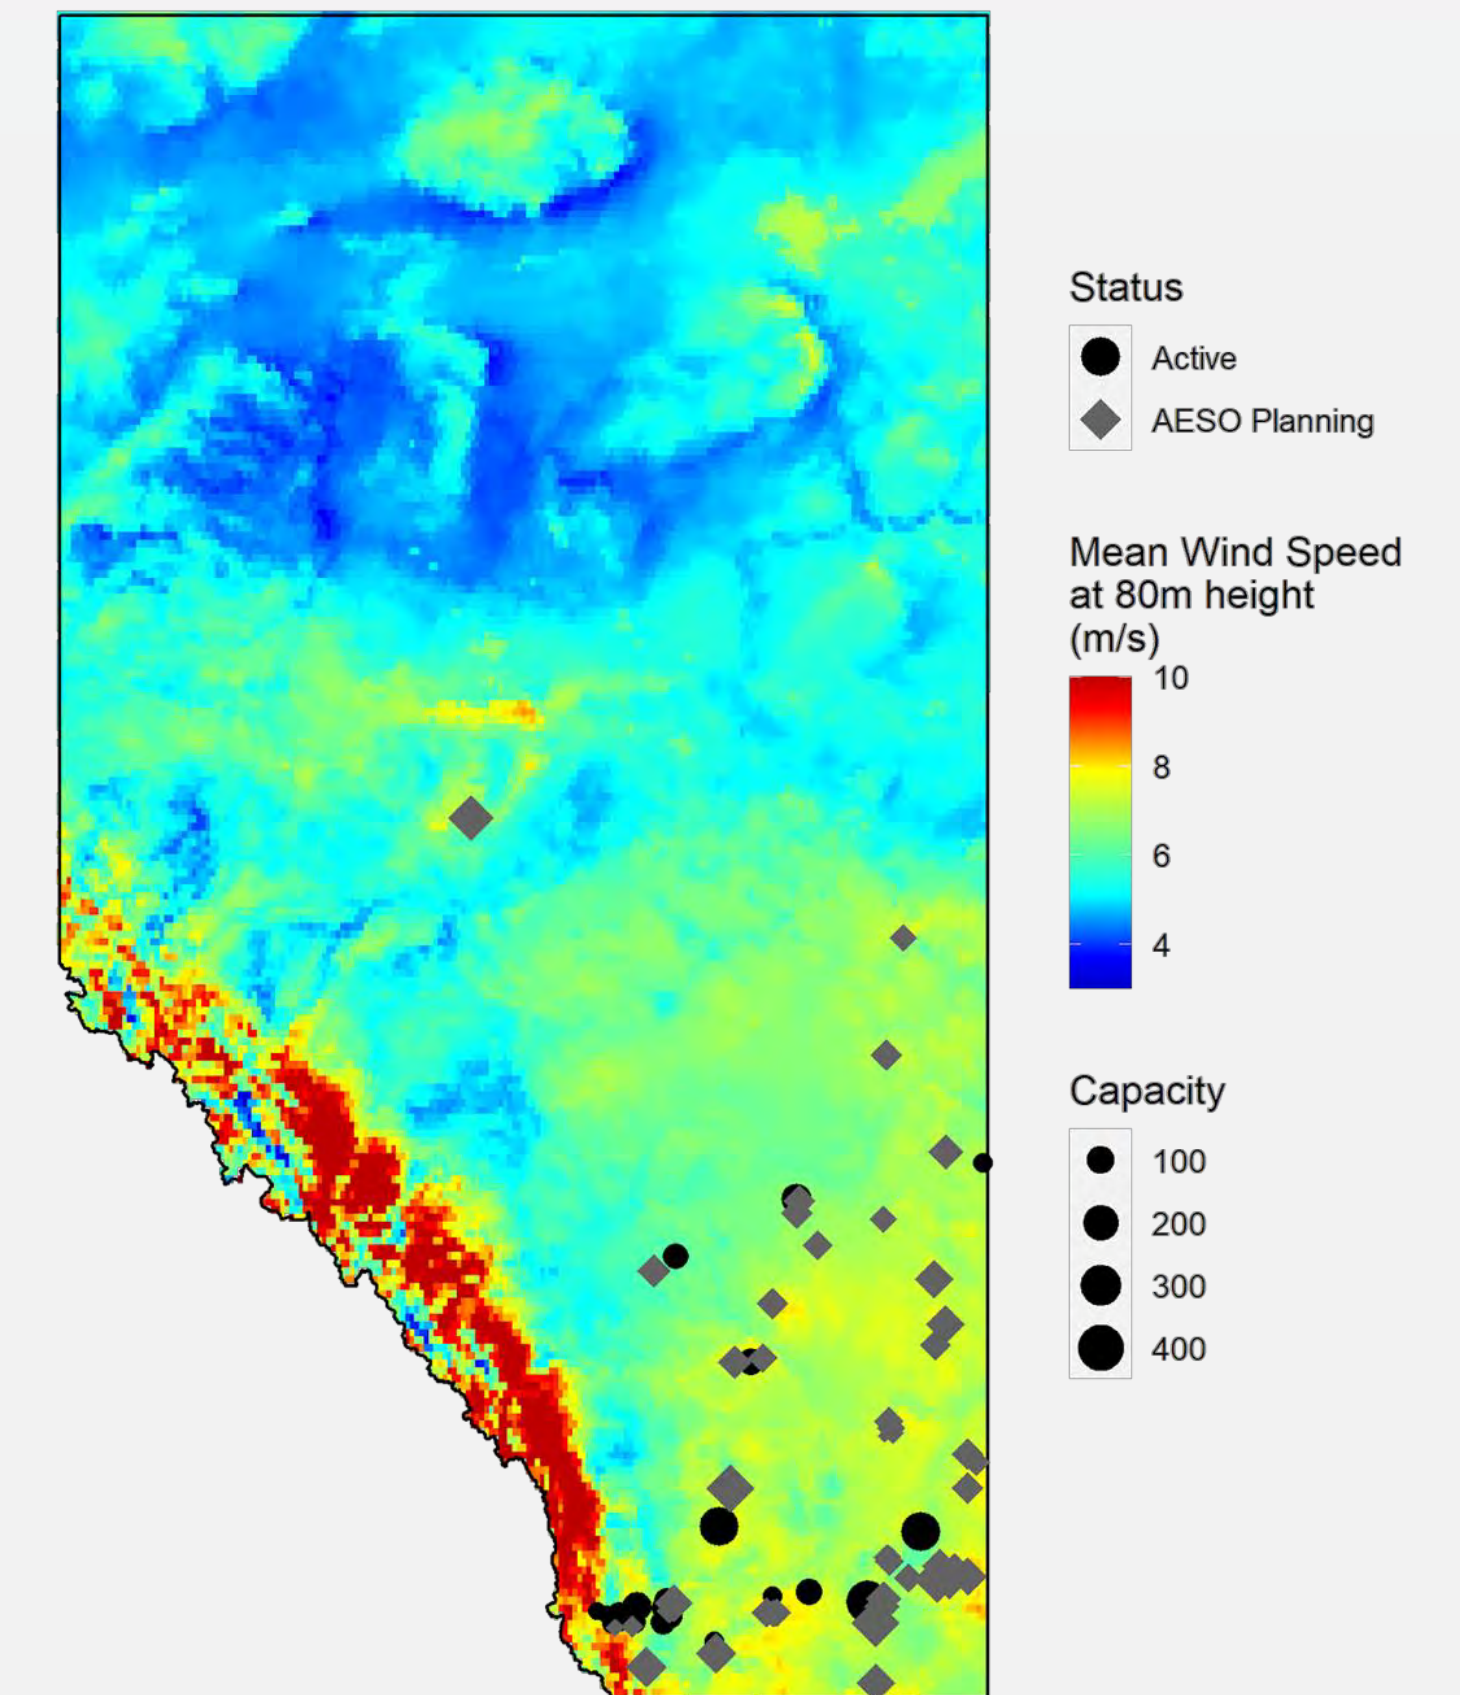 Status
Active
AESO Planning
Mean Wind Speed
at 80m height
(m/s)
10
8
6
4
Capacity
100
200
300
400